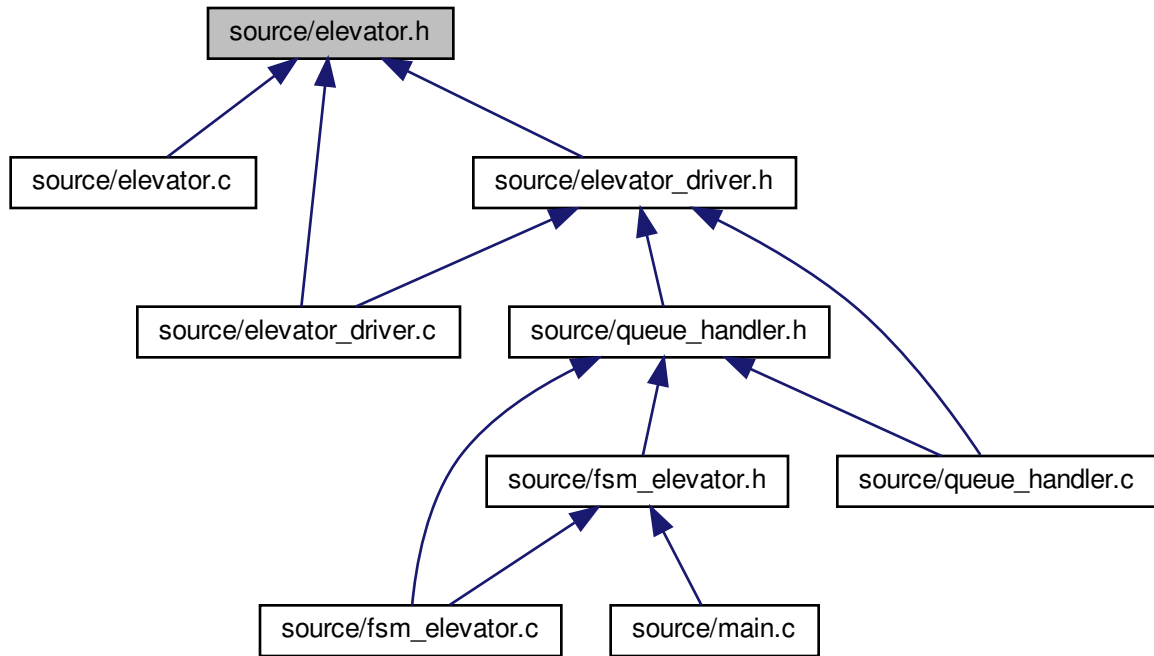 source/elevator.h
source/elevator.c
source/elevator_driver.h
source/elevator_driver.c
source/queue_handler.h
source/fsm_elevator.h
source/queue_handler.c
source/fsm_elevator.c
source/main.c